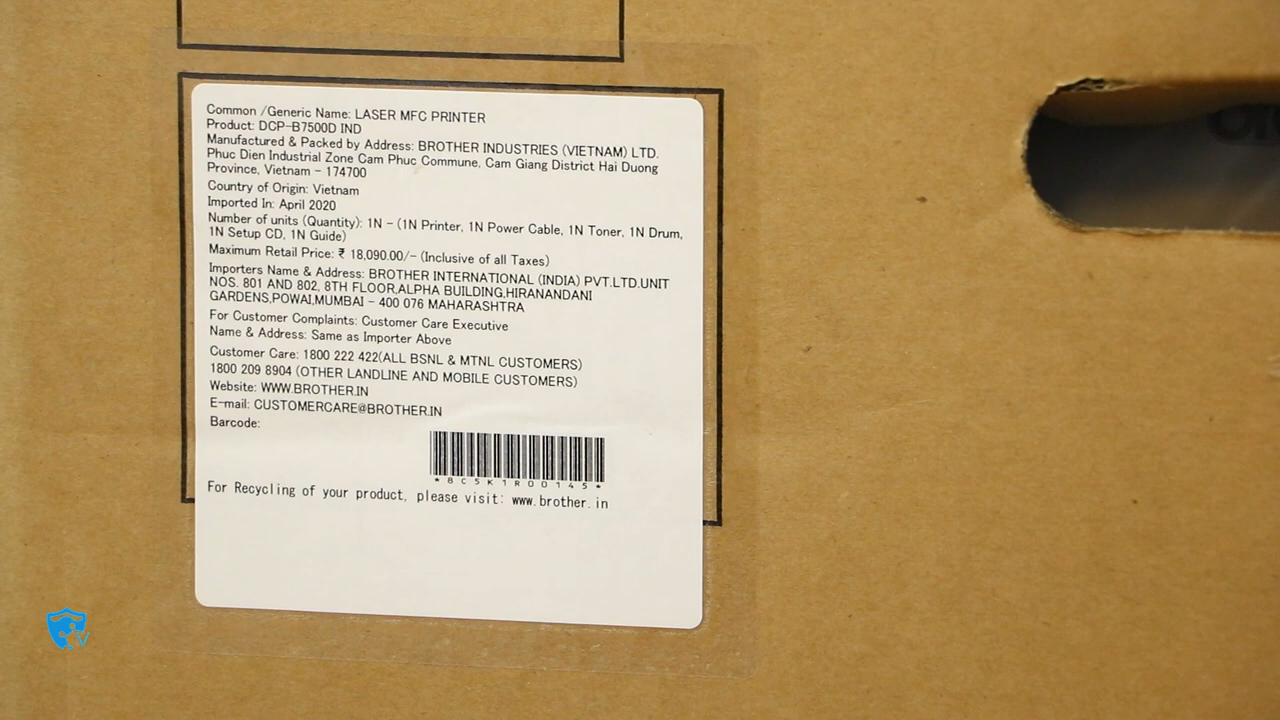 Common /Generic Name: LASER MFC PRINTER
Product: DCP-B7500D IND
Manufactured & Packed by Address: BROTHER INDUSTRIES (VIETNAM) LTD.
Phuc Dien Industrial Zone Cam Phuc Commune, Cam Giang District Hai Duong
Province, Vietnam - 174700
Country of Origin: Vietnam
Imported In: April 2020
Number of units (Quantity): 1N - (1N Printer, 1N Power Cable, 1N Toner, 1N Drum,
1N Setup CD, 1N Guide)
Maximum Retail Price: ₹ 18,090.00/- (Inclusive of all Taxes)
Importers Name & Address: BROTHER INTERNATIONAL (INDIA) PVT.LTD.UNIT
NOS. 801 AND 802, 8TH FLOOR,ALPHA BUILDING,HIRANANDANI
GARDENS,POWAI,MUMBAI - 400 076 MAHARASHTRA
For Customer Complaints: Customer Care Executive
Name & Address: Same as Importer Above
Customer Care: 1800 222 422(ALL BSNL & MTNL CUSTOMERS)
1800 209 8904 (OTHER LANDLINE AND MOBILE CUSTOMERS)
Website: WWW.BROTHER.IN
E-mail: CUSTOMERCARE@BROTHER.IN
Barcode:
*8C5K1R00145*
For Recycling of your product, please visit: www.brother.in